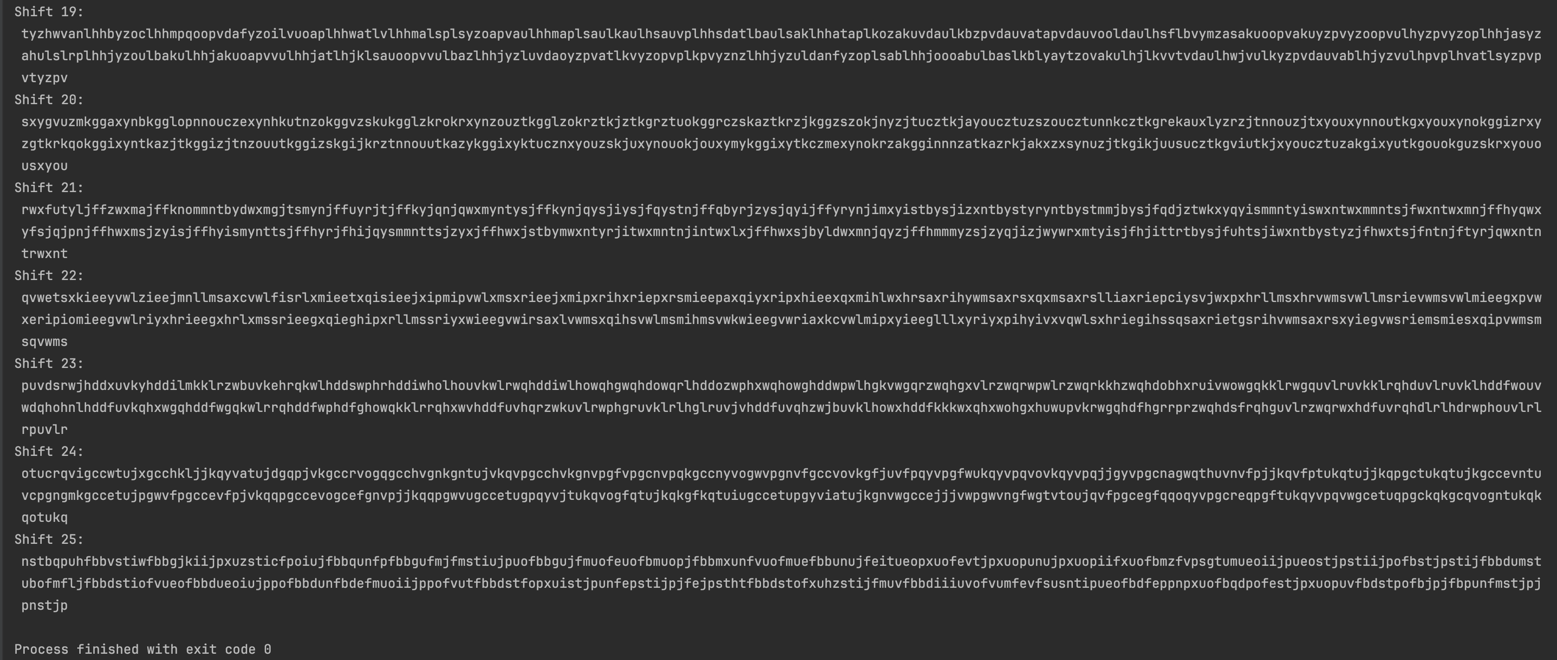 Shift 19:
tyzhwvanlhhbyzoclhhmpqoopvdafyzoilvuoaplhhwatlvlhhmalsplsyzoapvaulhhmaplsaulkaulhsauvplhhsdatlbaulsaklhhataplkozakuvdaulkbzpvdauvatapvdauvooldaulhsflbvymzasakuoopvakuyzpvyzoopvulhyzpvyzoplhhjasyz
ahulslrplhhjyzoulbakulhhjakuoapvvulhhjatlhjklsauoopvvulbazlhhjyzluvdaoyzpvatlkvyzopvplkpvyznzlhhjyzuldanfyzoplsablhhjoooabulbaslkblyaytzovakulhjlkvvtvdaulhwjvulkyzpvdauvablhjyzvulhpvplhvatlsyzpvp
vtyzpv
Shift 20:
sxygvuzmkggaxynbkgglopnnouczexynhkutnzokggvzskukgglzkrokrxynzouztkgglzokrztkjztkgrztuokggrczskaztkrzjkggzszokjnyzjtucztkjayoucztuzszoucztunnkcztkgrekauxlyzrzjtnnouzjtxyouxynnoutkgxyouxynokggizrxy
zgtkrkqokggixyntkazjtkggizjtnzouutkggizskgijkrztnnouutkazykggixyktucznxyouzskjuxynouokjouxymykggixytkczmexynokrzakgginnnzatkazrkjakxzxsynuzjtkgikjuusucztkgviutkjxyoucztuzakgixyutkgouokguzskrxyouo
usxyou
Shift 21:
rwxfutyljffzwxmajffknommntbydwxmgjtsmynjffuyrjtjffkyjqnjqwxmyntysjffkynjqysjiysjfqystnjffqbyrjzysjqyijffyrynjimxyistbysjizxntbystyryntbystmmjbysjfqdjztwkxyqyismmntyiswxntwxmmntsjfwxntwxmnjffhyqwx
yfsjqjpnjffhwxmsjzyisjffhyismynttsjffhyrjfhijqysmmnttsjzyxjffhwxjstbymwxntyrjitwxmntnjintwxlxjffhwxsjbyldwxmnjqyzjffhmmmyzsjzyqjizjwywrxmtyisjfhjittrtbysjfuhtsjiwxntbystyzjfhwxtsjfntnjftyrjqwxntn
trwxnt
Shift 22:
qvwetsxkieeyvwlzieejmnllmsaxcvwlfisrlxmieetxqisieejxipmipvwlxmsxrieejxmipxrihxriepxrsmieepaxqiyxripxhieexqxmihlwxhrsaxrihywmsaxrsxqxmsaxrslliaxriepciysvjwxpxhrllmsxhrvwmsvwllmsrievwmsvwlmieegxpvw
xeripiomieegvwlriyxhrieegxhrlxmssrieegxqieghipxrllmssriyxwieegvwirsaxlvwmsxqihsvwlmsmihmsvwkwieegvwriaxkcvwlmipxyieeglllxyriyxpihyivxvqwlsxhriegihssqsaxrietgsrihvwmsaxrsxyiegvwsriemsmiesxqipvwmsm
sqvwms
Shift 23:
puvdsrwjhddxuvkyhddilmkklrzwbuvkehrqkwlhddswphrhddiwholhouvkwlrwqhddiwlhowqhgwqhdowqrlhddozwphxwqhowghddwpwlhgkvwgqrzwqhgxvlrzwqrwpwlrzwqrkkhzwqhdobhxruivwowgqkklrwgquvlruvkklrqhduvlruvklhddfwouv
wdqhohnlhddfuvkqhxwgqhddfwgqkwlrrqhddfwphdfghowqkklrrqhxwvhddfuvhqrzwkuvlrwphgruvklrlhglruvjvhddfuvqhzwjbuvklhowxhddfkkkwxqhxwohgxhuwupvkrwgqhdfhgrrprzwqhdsfrqhguvlrzwqrwxhdfuvrqhdlrlhdrwphouvlrl
rpuvlr
Shift 24:
otucrqvigccwtujxgcchkljjkqyvatujdgqpjvkgccrvogqgcchvgnkgntujvkqvpgcchvkgnvpgfvpgcnvpqkgccnyvogwvpgnvfgccvovkgfjuvfpqyvpgfwukqyvpqvovkqyvpqjjgyvpgcnagwqthuvnvfpjjkqvfptukqtujjkqpgctukqtujkgccevntu
vcpgngmkgccetujpgwvfpgccevfpjvkqqpgccevogcefgnvpjjkqqpgwvugccetugpqyvjtukqvogfqtujkqkgfkqtuiugccetupgyviatujkgnvwgccejjjvwpgwvngfwgtvtoujqvfpgcegfqqoqyvpgcreqpgftukqyvpqvwgcetuqpgckqkgcqvogntukqk
qotukq
Shift 25:
nstbqpuhfbbvstiwfbbgjkiijpxuzsticfpoiujfbbqunfpfbbgufmjfmstiujpuofbbgujfmuofeuofbmuopjfbbmxunfvuofmuefbbunujfeitueopxuofevtjpxuopunujpxuopiifxuofbmzfvpsgtumueoiijpueostjpstiijpofbstjpstijfbbdumst
ubofmfljfbbdstiofvueofbbdueoiujppofbbdunfbdefmuoiijppofvutfbbdstfopxuistjpunfepstijpjfejpsthtfbbdstofxuhzstijfmuvfbbdiiiuvofvumfevfsusntipueofbdfeppnpxuofbqdpofestjpxuopuvfbdstpofbjpjfbpunfmstjpj
pnstjp
Process finished with exit code 0